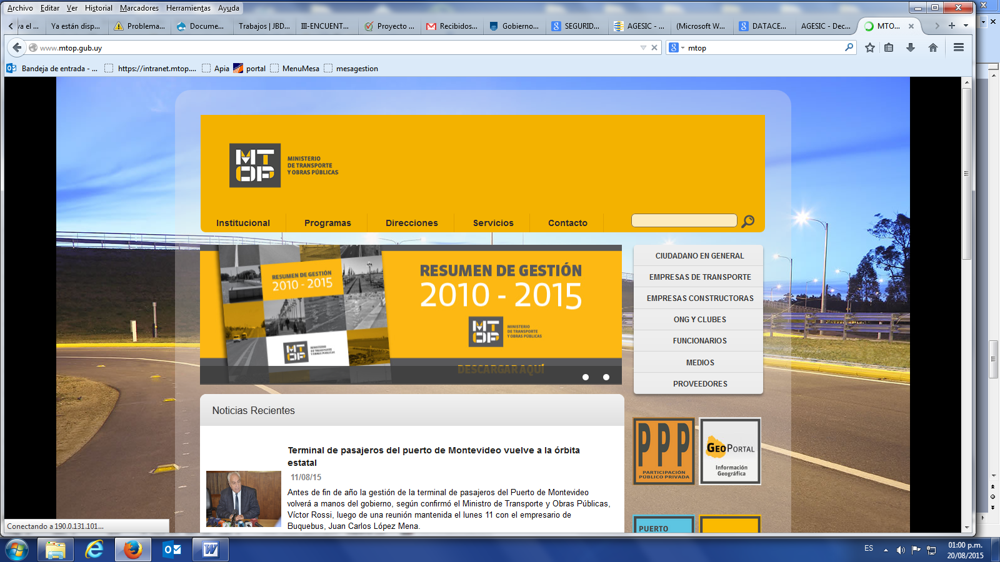 Archivo Editar Ver Historial Marcadores Herramientas Ayuda
va el ... Ya están disp... Problema... Docume... Trabajos | JBD... III-ENCUENT... Proyecto ... Recibidos... Gobierno... SEGURID... AGESIC - ... (Microsoft W... DATACE... AGESIC - Dec... MTO...
www.mtop.gub.uy mtop
Bandeja de entrada - ... https://intranet.mtop.... Apia portal MenuMesa mesagestion
MT
OP
MINISTERIO
DE TRANSPORTE
Y OBRAS PÚBLICAS
Institucional Programas Direcciones Servicios Contacto
RESUMEN DE GESTIÓN
2010 - 2015
MT
OP
RESUMEN DE GESTIÓN
2010 - 2015
MT
OP
MINISTERIO
DE TRANSPORTE
Y OBRAS PÚBLICAS
DESCARGAR AQUÍ
CIUDADANO EN GENERAL
EMPRESAS DE TRANSPORTE
EMPRESAS CONSTRUCTORAS
ONG Y CLUBES
FUNCIONARIOS
MEDIOS
PROVEEDORES
Noticias Recientes
Terminal de pasajeros del puerto de Montevideo vuelve a la órbita
estatal
11/08/15
Antes de fin de año la gestión de la terminal de pasajeros del Puerto de Montevideo
volverá a manos del gobierno, según confirmó el Ministro de Transporte y Obras Públicas,
Víctor Rossi, luego de una reunión mantenida el lunes 11 con el empresario de
Buquebus, Juan Carlos López Mena.
PPP
PARTICIPACIÓN
PÚBLICO PRIVADA
GEOPORTAL
Información
Geográfica
PUERTO
Conectando a 190.0.131.101...
ES
01:00 p.m.
20/08/2015